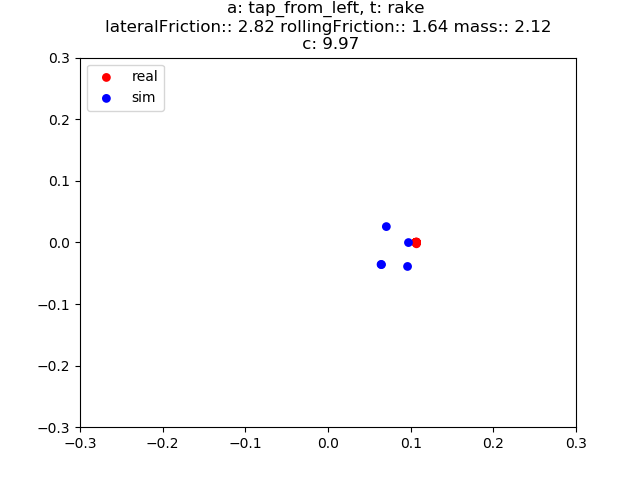 a: tap_from_left, t: rake
lateralFriction:: 2.82 rollingFriction:: 1.64 mass:: 2.12
c: 9.97
real
sim
0.3
0.2
0.1
0.0
−0.1
−0.2
−0.3
−0.3 −0.2 −0.1 0.0 0.1 0.2 0.3